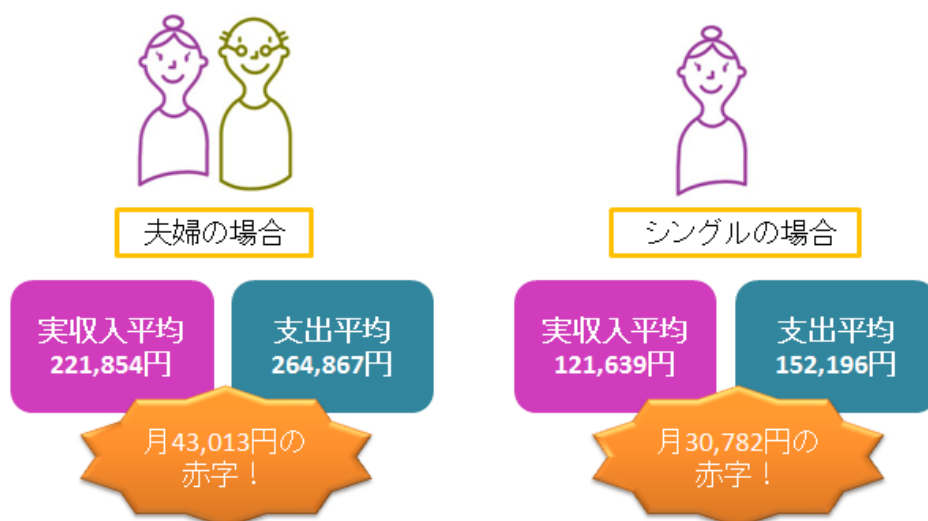 夫婦の場合
シングルの場合
実収入平均
221,854円
支出平均
264,867円
月43,013円の
赤字！
実収入平均
121,639円
支出平均
152,196円
月30,782円の
赤字！